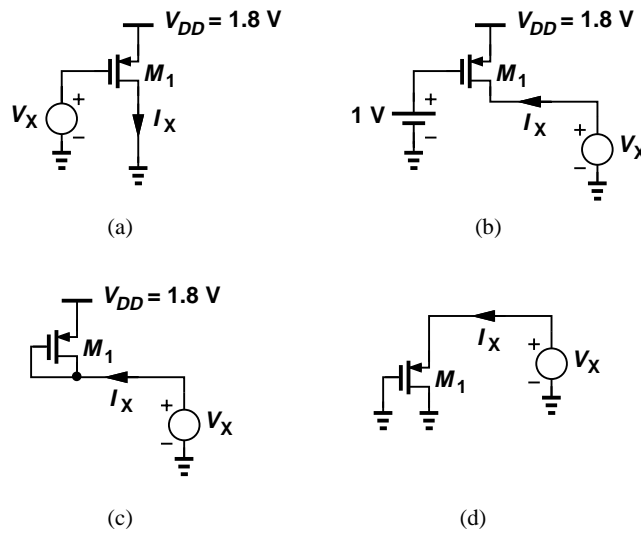 V_DD = 1.8 V
M_1
V_X
+
−
I_X
(a)
V_DD = 1.8 V
M_1
1 V
+
−
I_X
+
−
V_X
(b)
V_DD = 1.8 V
M_1
I_X
+
−
V_X
(c)
I_X
M_1
+
−
V_X
(d)